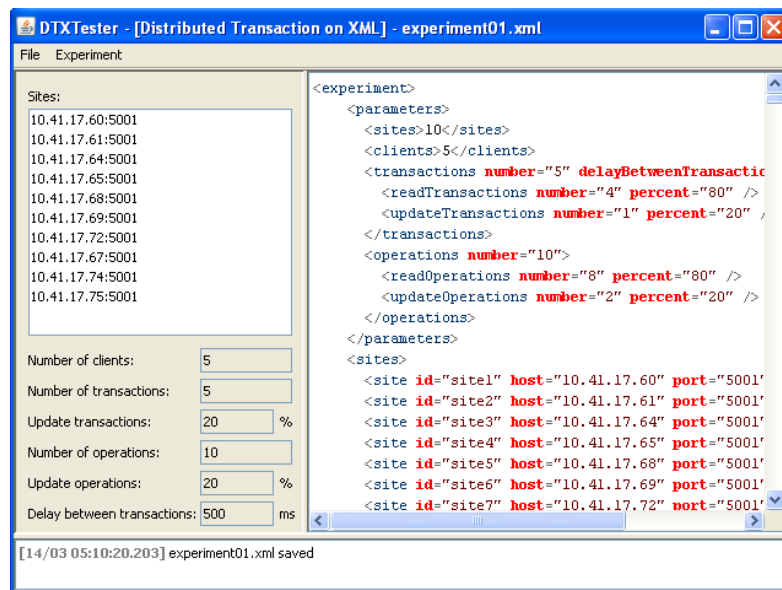 DTXTester - [Distributed Transaction on XML] - experiment01.xml
File Experiment
Sites:
10.41.17.60:5001
10.41.17.61:5001
10.41.17.64:5001
10.41.17.65:5001
10.41.17.68:5001
10.41.17.69:5001
10.41.17.72:5001
10.41.17.67:5001
10.41.17.74:5001
10.41.17.75:5001
Number of clients: 5
Number of transactions: 5
Update transactions: 20 %
Number of operations: 10
Update operations: 20 %
Delay between transactions: 500 ms
<experiment>
<parameters>
<sites>10</sites>
<clients>5</clients>
<transactions number="5" delayBetweenTransactic
<readTransactions number="4" percent="80" />
<updateTransactions number="1" percent="20" /
</transactions>
<operations number="10">
<readOperations number="8" percent="80" />
<updateOperations number="2" percent="20" />
</operations>
</parameters>
<sites>
<site id="site1" host="10.41.17.60" port="5001"
<site id="site2" host="10.41.17.61" port="5001"
<site id="site3" host="10.41.17.64" port="5001"
<site id="site4" host="10.41.17.65" port="5001"
<site id="site5" host="10.41.17.68" port="5001"
<site id="site6" host="10.41.17.69" port="5001"
<site id="site7" host="10.41.17.72" port="5001"
[14/03 05:10:20.203] experiment01.xml saved